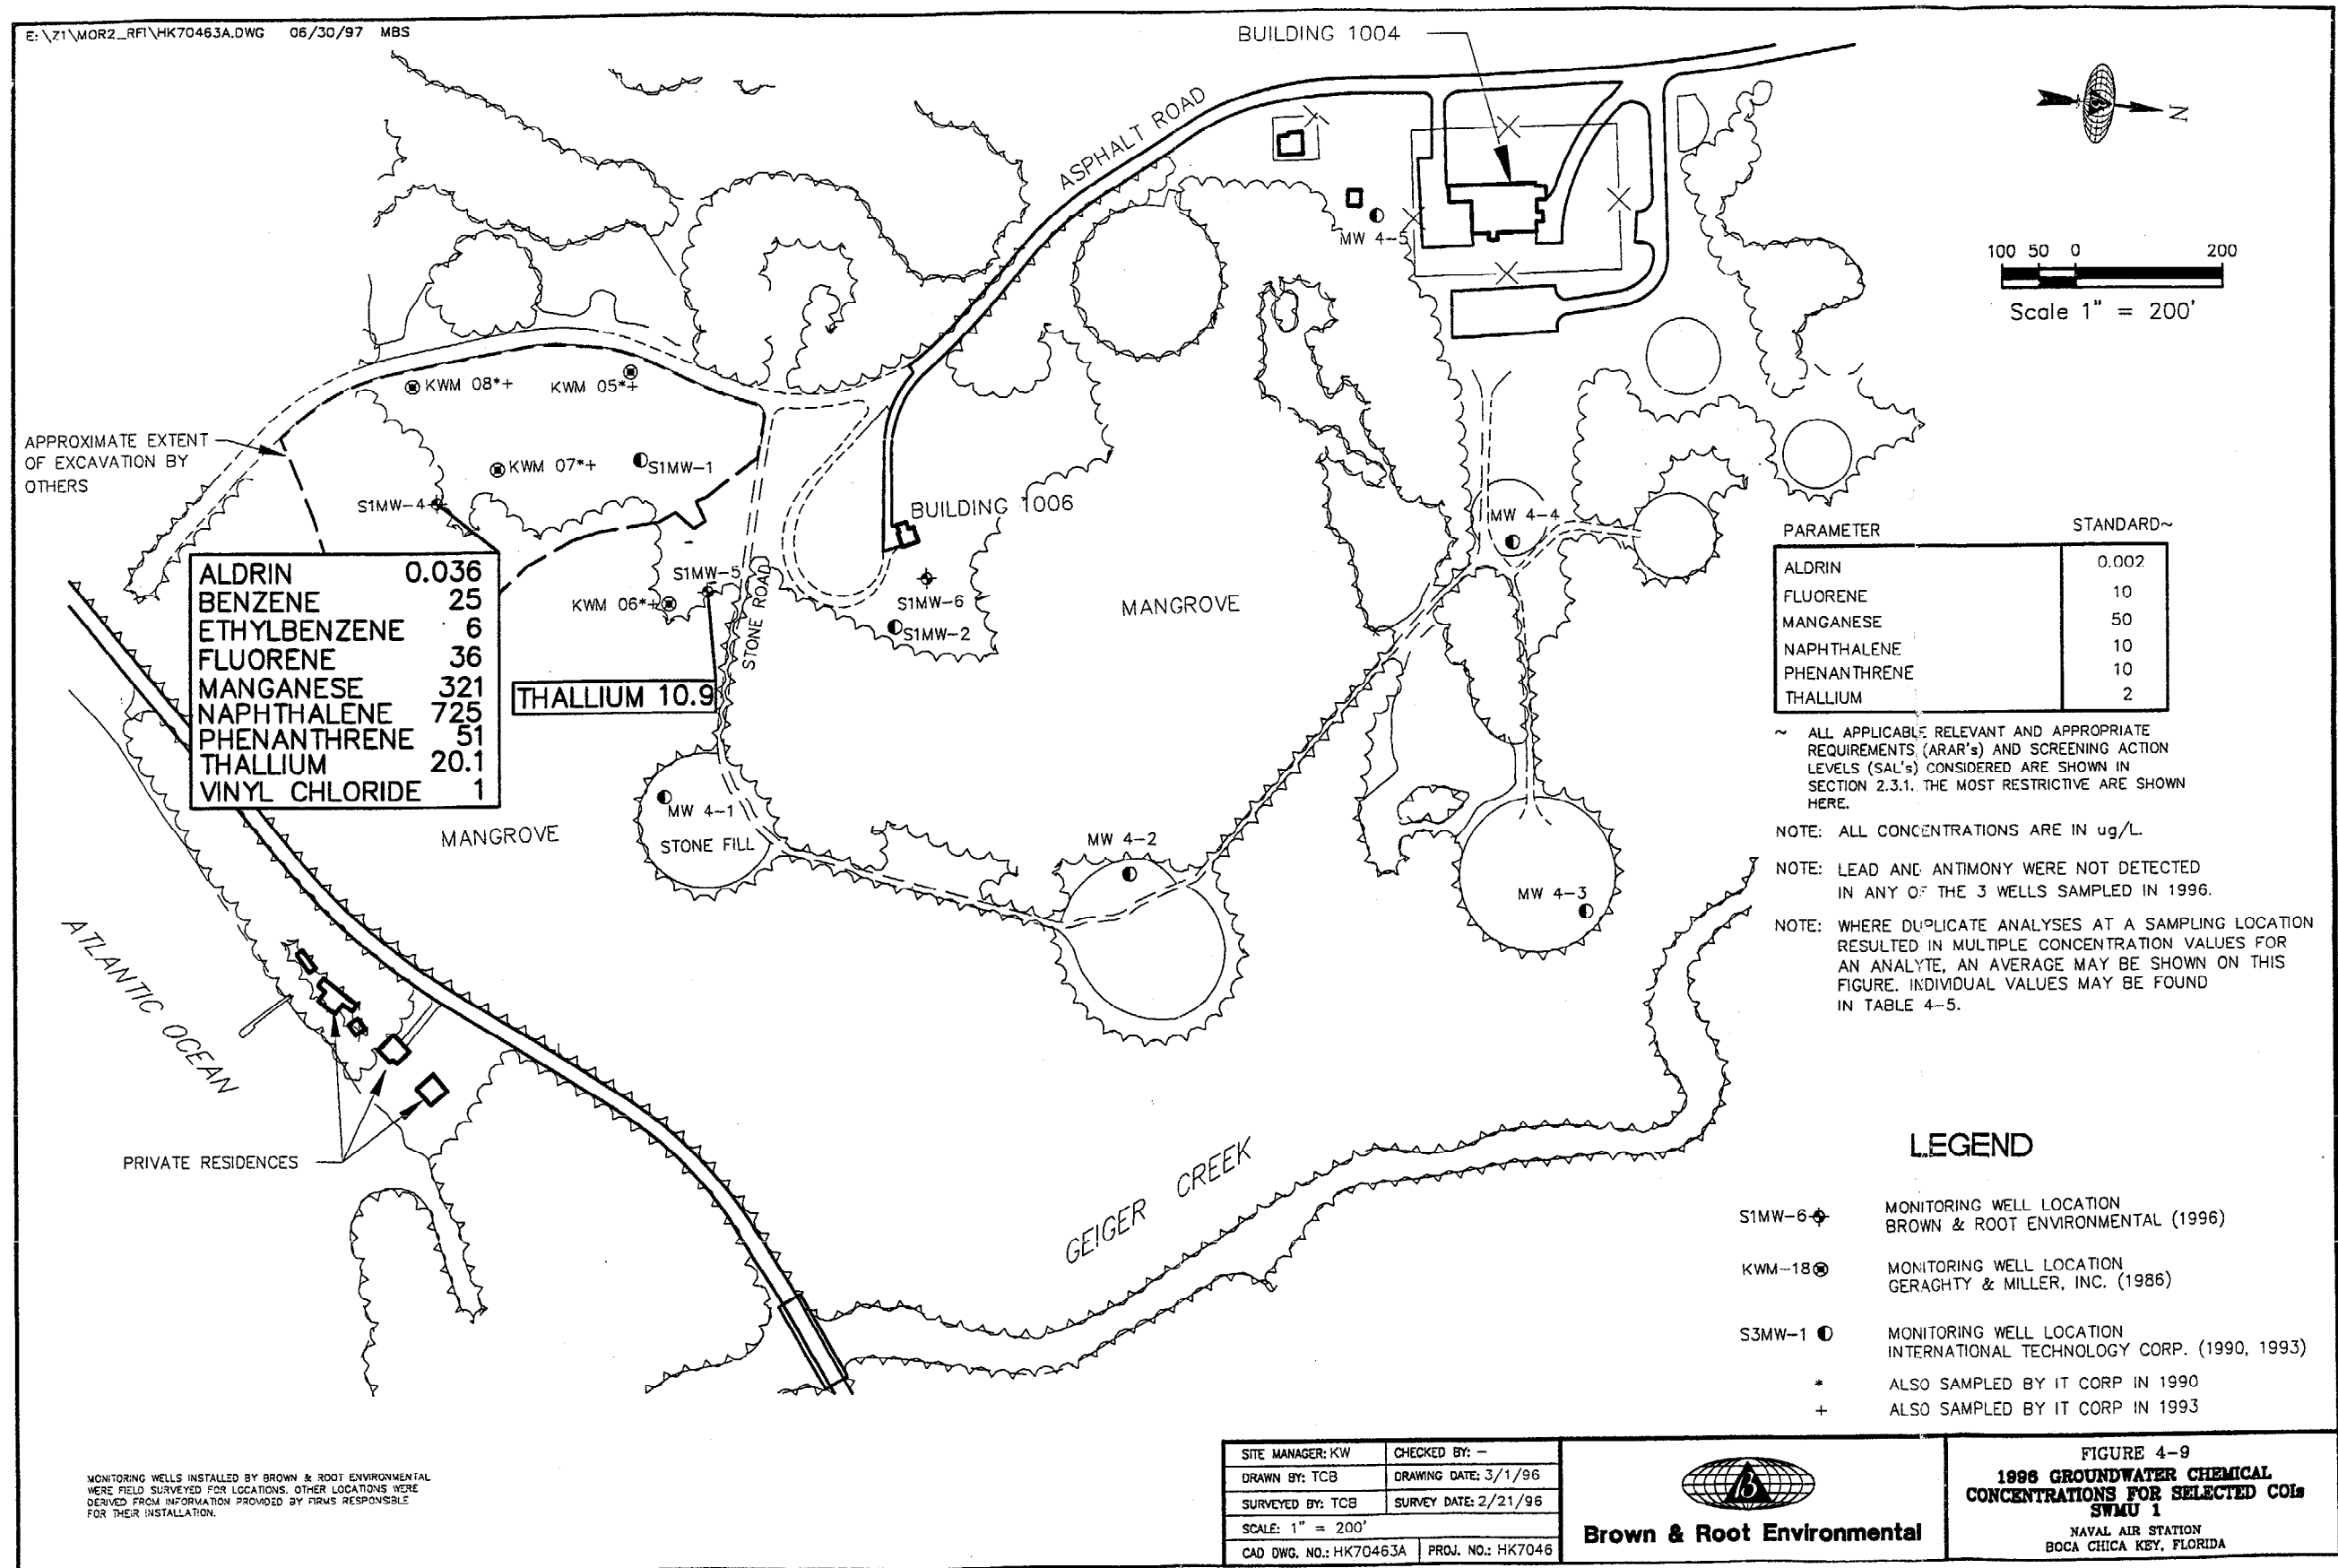 E:\Z1\MOR2_RFI\HK70463A.DWG 06/30/97 MBS
BUILDING 1004
ASPHALT ROAD
N
MW 4-5
100 50 0 200
Scale 1" = 200'
KWM 08*+
KWM 05*+
APPROXIMATE EXTENT
OF EXCAVATION BY
OTHERS
KWM 07*+
S1MW-1
S1MW-4
BUILDING 1006
MW 4-4
S1MW-5
KWM 06*+
STONE ROAD
S1MW-6
S1MW-2
MANGROVE
ALDRIN 0.036
BENZENE 25
ETHYLBENZENE 6
FLUORENE 36
MANGANESE 321
NAPHTHALENE 725
PHENANTHRENE 51
THALLIUM 20.1
VINYL CHLORIDE 1
THALLIUM 10.9
PARAMETER STANDARD~
ALDRIN 0.002
FLUORENE 10
MANGANESE 50
NAPHTHALENE 10
PHENANTHRENE 10
THALLIUM 2
~ ALL APPLICABLE RELEVANT AND APPROPRIATE
REQUIREMENTS (ARAR's) AND SCREENING ACTION
LEVELS (SAL's) CONSIDERED ARE SHOWN IN
SECTION 2.3.1. THE MOST RESTRICTIVE ARE SHOWN
HERE.
NOTE: ALL CONCENTRATIONS ARE IN ug/L.
NOTE: LEAD AND ANTIMONY WERE NOT DETECTED
IN ANY OF THE 3 WELLS SAMPLED IN 1996.
NOTE: WHERE DUPLICATE ANALYSES AT A SAMPLING LOCATION
RESULTED IN MULTIPLE CONCENTRATION VALUES FOR
AN ANALYTE, AN AVERAGE MAY BE SHOWN ON THIS
FIGURE. INDIVIDUAL VALUES MAY BE FOUND
IN TABLE 4-5.
MW 4-1
STONE FILL
MANGROVE
MW 4-2
MW 4-3
ATLANTIC OCEAN
PRIVATE RESIDENCES
GEIGER CREEK
LEGEND
S1MW-6 MONITORING WELL LOCATION
BROWN & ROOT ENVIRONMENTAL (1996)
KWM-18 MONITORING WELL LOCATION
GERAGHTY & MILLER, INC. (1986)
S3MW-1 MONITORING WELL LOCATION
INTERNATIONAL TECHNOLOGY CORP. (1990, 1993)
* ALSO SAMPLED BY IT CORP IN 1990
+ ALSO SAMPLED BY IT CORP IN 1993
MONITORING WELLS INSTALLED BY BROWN & ROOT ENVIRONMENTAL
WERE FIELD SURVEYED FOR LOCATIONS. OTHER LOCATIONS WERE
DERIVED FROM INFORMATION PROVIDED BY FIRMS RESPONSIBLE
FOR THEIR INSTALLATION.
SITE MANAGER: KW CHECKED BY: -
DRAWN BY: TCB DRAWING DATE: 3/1/96
SURVEYED BY: TCB SURVEY DATE: 2/21/96
SCALE: 1" = 200'
CAD DWG. NO.: HK70463A PROJ. NO.: HK7046
Brown & Root Environmental
FIGURE 4-9
1996 GROUNDWATER CHEMICAL
CONCENTRATIONS FOR SELECTED COIs
SWMU 1
NAVAL AIR STATION
BOCA CHICA KEY, FLORIDA